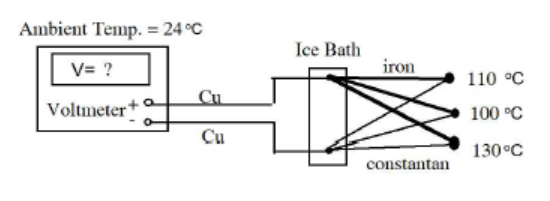 Ambient Temp. = 24 °C
Ice Bath
V= ?
iron
110 °C
Voltmeter + -
Cu
100 °C
Cu
130 °C
constantan